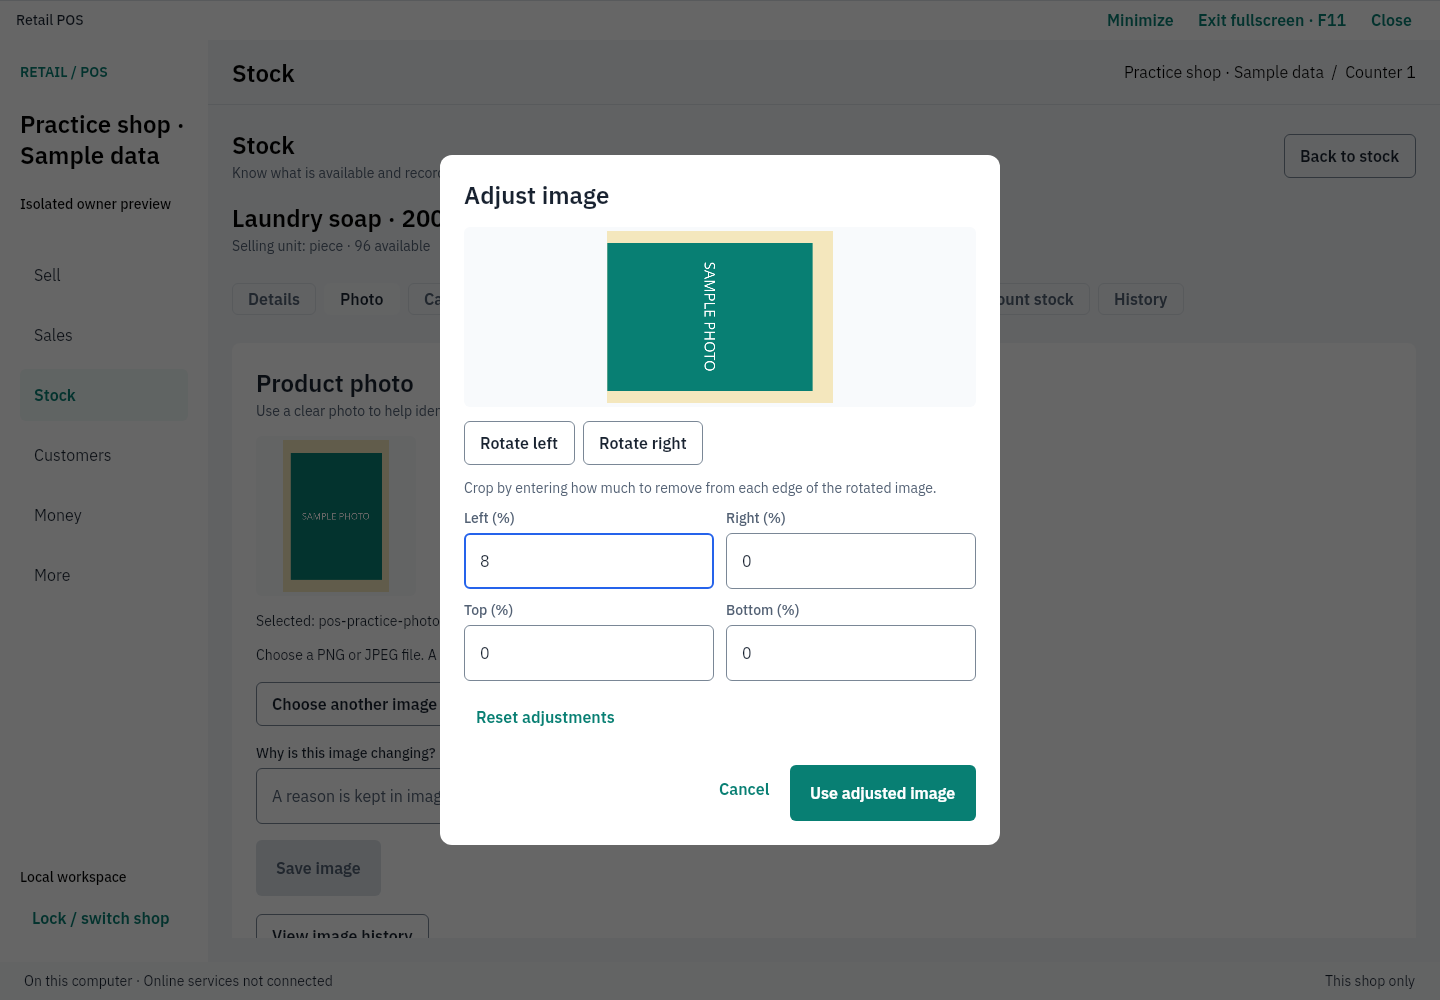 Retail POS
Minimize
Exit fullscreen · F11
Close
RETAIL / POS
Stock
Practice shop · Sample data / Counter 1
Practice shop ·
Sample data
Isolated owner preview
Sell
Sales
Stock
Customers
Money
More
Local workspace
Lock / switch shop
Stock
Know what is available and
Back to stock
Laundry soap ·
Selling unit: piece · 96 available
Details
Photo
stock
History
Product photo
Use a clear photo to help
SAMPLE PHOTO
Selected: pos-practice-photo
Choose a PNG or JPEG file. A
Choose another image
Why is this image changing?
A reason is kept in
Save image
View image history
Adjust image
SAMPLE PHOTO
Rotate left
Rotate right
Crop by entering how much to remove from each edge of the rotated image.
Left (%)
Right (%)
8
0
Top (%)
Bottom (%)
0
0
Reset adjustments
Cancel
Use adjusted image
On this computer · Online services not connected
This shop only